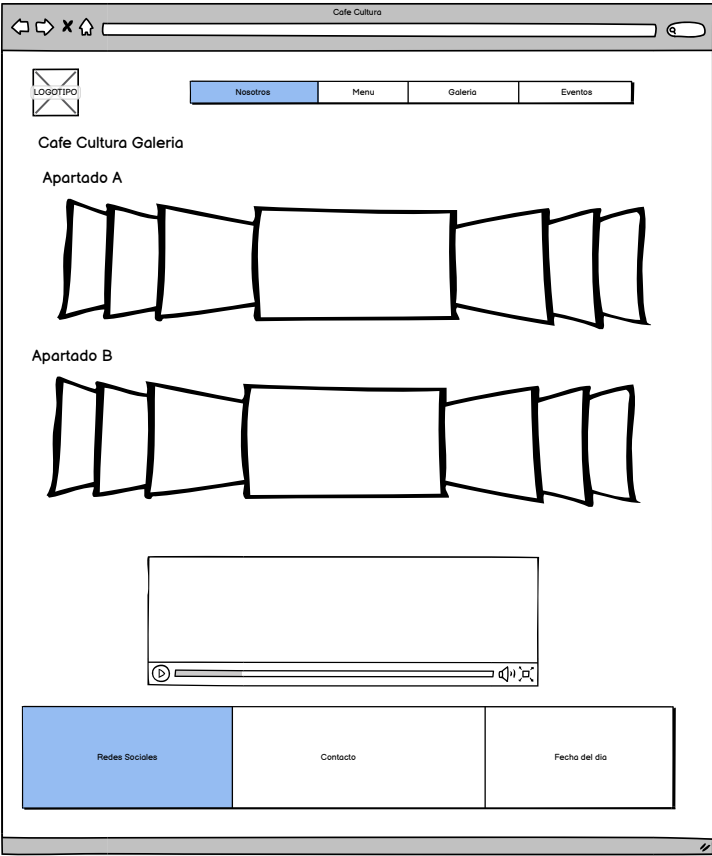 Cafe Cultura
LOGOTIPO
Nosotros
Menu
Galeria
Eventos
Cafe Cultura Galeria
Apartado A
Apartado B
Redes Sociales
Contacto
Fecha del dia